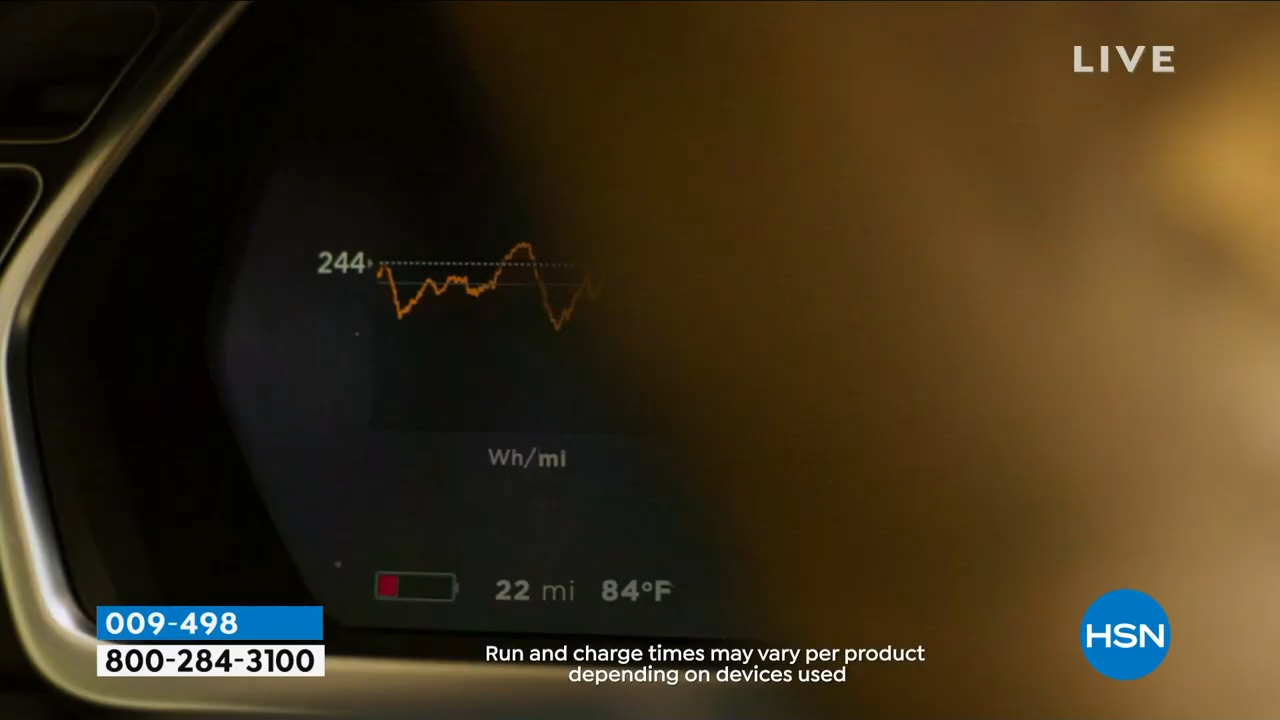 LIVE
244
Wh/mi
22 mi 84°F
009-498
800-284-3100
Run and charge times may vary per product
depending on devices used
HSN